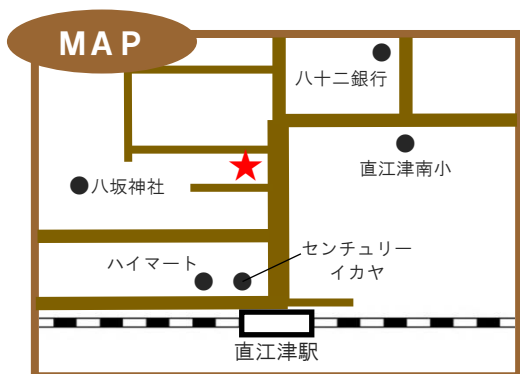 MAP
八十二銀行
直江津南小
八坂神社
センチュリー
イカヤ
ハイマート
直江津駅